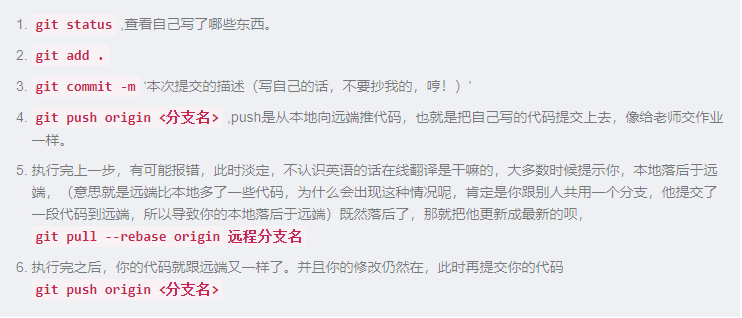 1. git status ,查看自己写了哪些东西。
2. git add .
3. git commit -m '本次提交的描述（写自己的话，不要抄我的，哼！）'
4. git push origin <分支名> ,push是从本地向远端推代码，也就是把自己写的代码提交上去，像给老师交作业
一样。
5. 执行完上一步，有可能报错，此时淡定，不认识英语的话在线翻译是干嘛的，大多数时候提示你，本地落后于远
端，（意思就是远端比本地多了一些代码，为什么会出现这种情况呢，肯定是你跟别人共用一个分支，他提交了
一段代码到远端，所以导致你的本地落后于远端）既然落后了，那就把他更新成最新的呗，
git pull --rebase origin 远程分支名
6. 执行完之后，你的代码就跟远端又一样了。并且你的修改仍然在，此时再提交你的代码
git push origin <分支名>